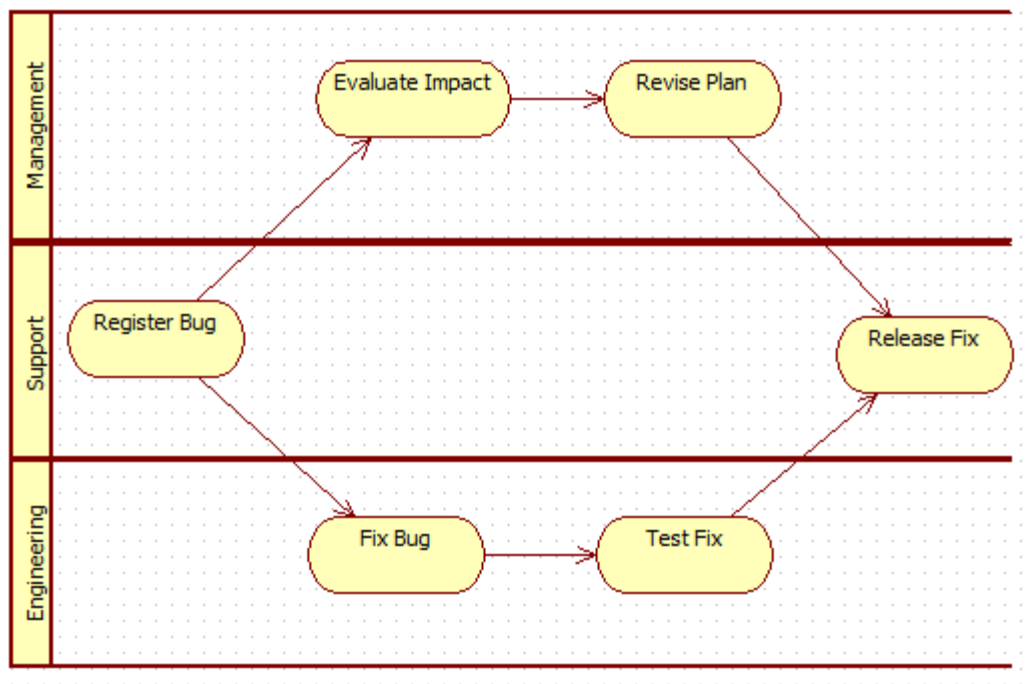 Management
Evaluate Impact
Revise Plan
Support
Register Bug
Release Fix
Engineering
Fix Bug
Test Fix